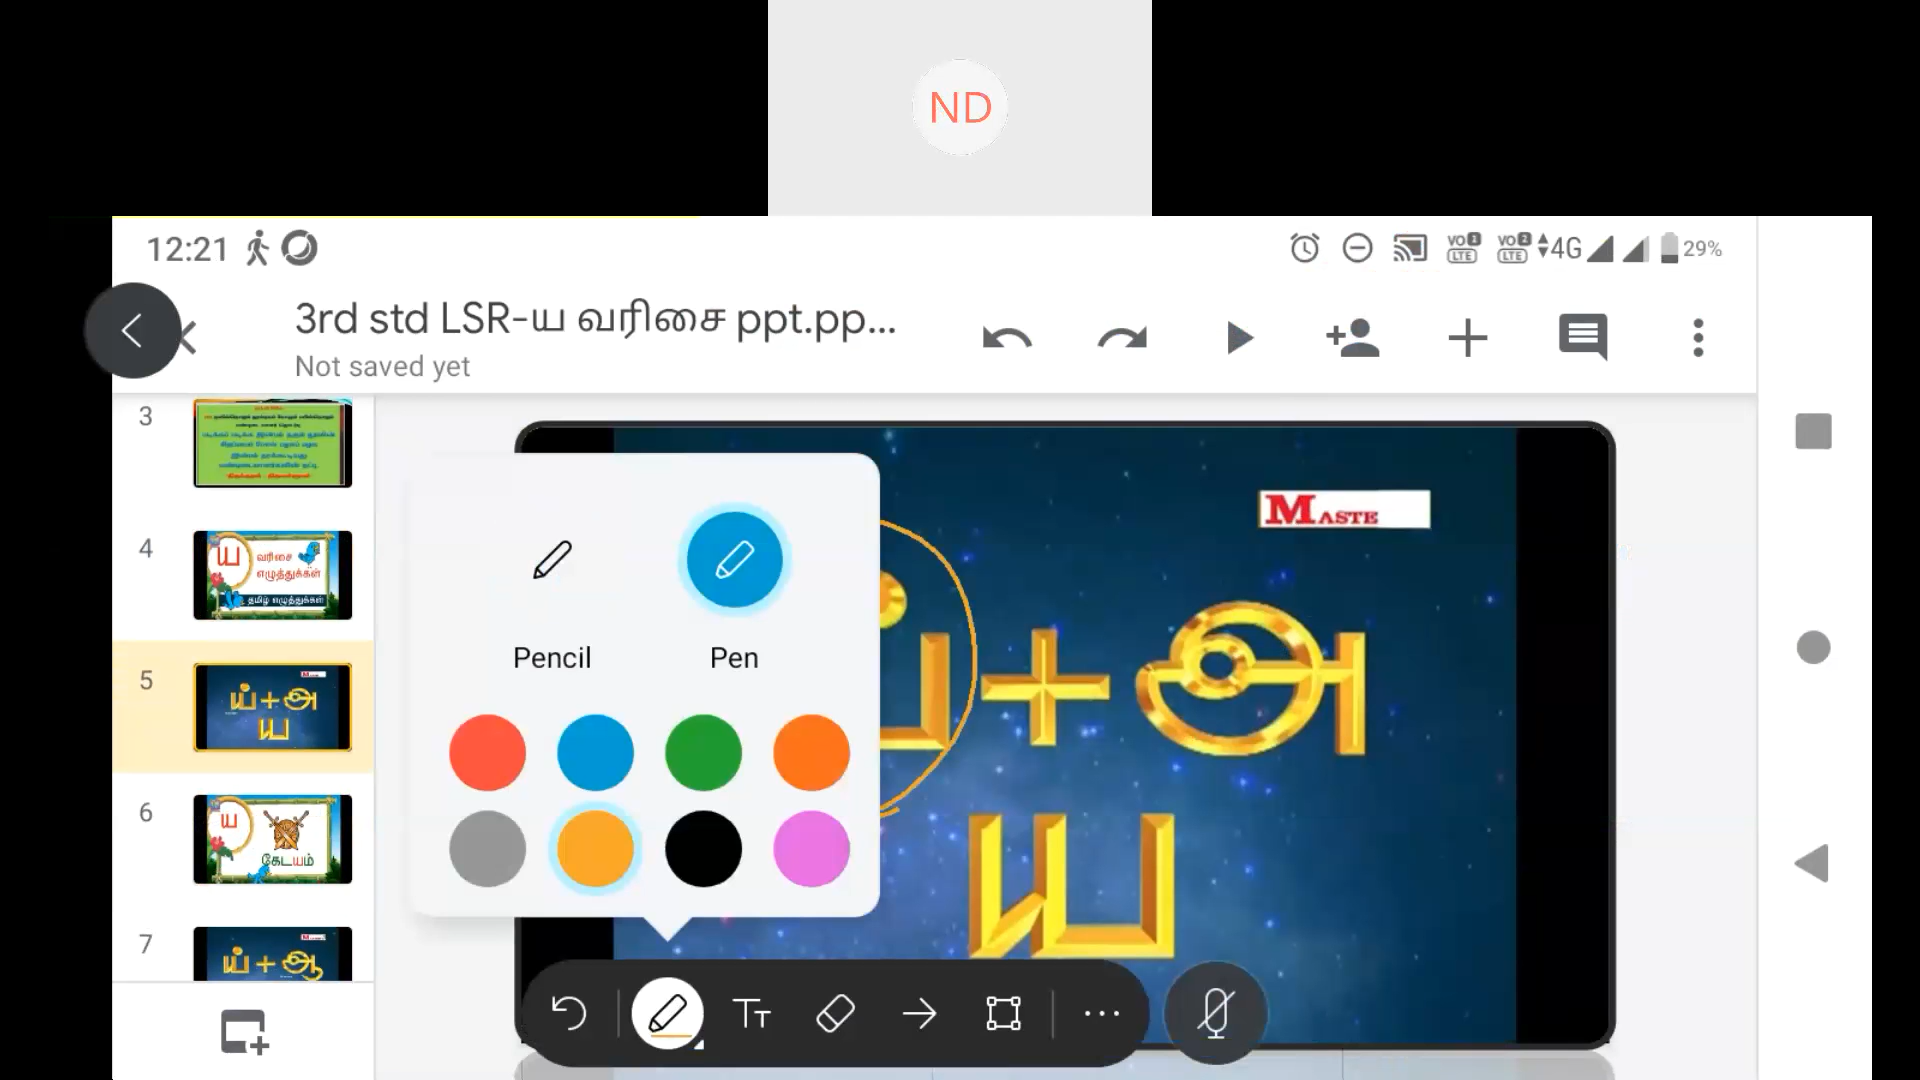 ND
12:21
4G
29%
3rd std LSR-ய வரிசை ppt.pp...
Not saved yet
3
4
ய வரிசை
எழுத்துக்கள்
தமிழ் எழுத்துக்கள்
5
ய் + அ
ய
6
ய
கேடயம்
7
ய் + ஆ
Pencil
Pen
MASTE
+ அ
ய